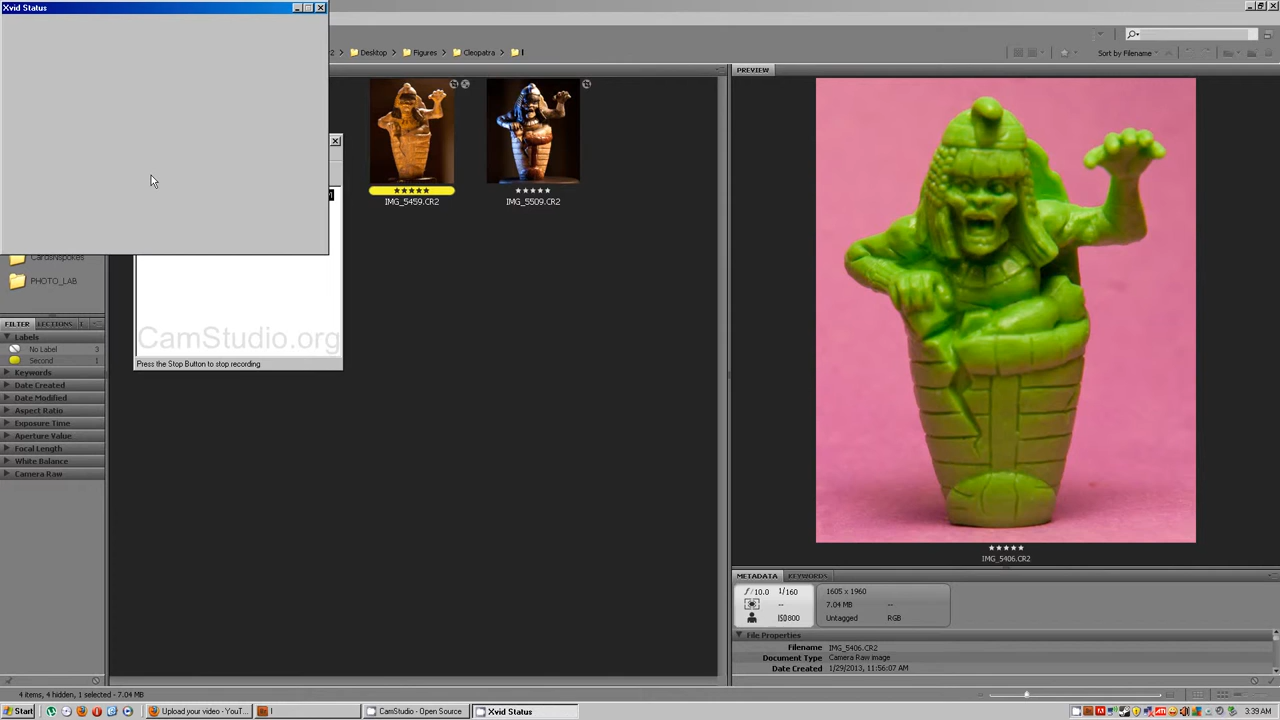 Xvid Status
Desktop
Figures
Cleopatra
Sort by Filename
PREVIEW
IMG_5459.CR2
IMG_5509.CR2
CardsNSpokes
PHOTO_LAB
FILTER
Labels
No Label 3
Second 1
Keywords
Date Created
Date Modified
Aspect Ratio
Exposure Time
Aperture Value
Focal Length
White Balance
Camera Raw
CamStudio.org
Press the Stop Button to stop recording
IMG_5406.CR2
METADATA KEYWORDS
f/10.0 1/160
--
ISO800
1605 x 1960
7.04 MB --
Untagged RGB
File Properties
Filename IMG_5406.CR2
Document Type Camera Raw image
Date Created 1/29/2013, 11:56:07 AM
4 items, 4 hidden, 1 selected - 7.04 MB
Start
Upload your video - YouT...
I
CamStudio - Open Source
Xvid Status
3:39 AM